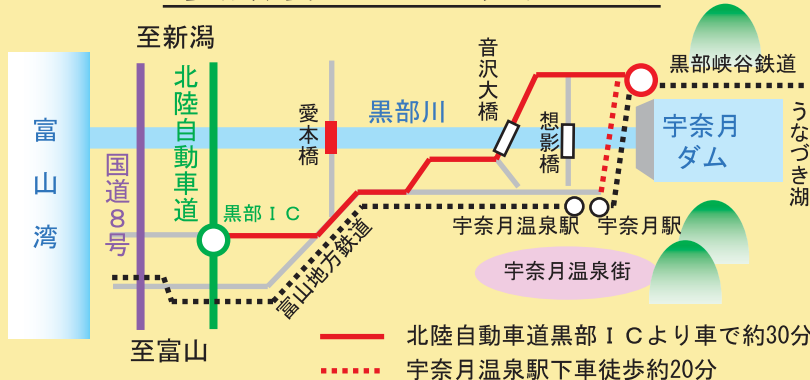 至新潟
北陸自動車道
富山湾
国道8号
黒部ＩＣ
愛本橋
黒部川
音沢大橋
想影橋
黒部峡谷鉄道
宇奈月
ダム
うなづき湖
宇奈月温泉駅
宇奈月駅
宇奈月温泉街
富山地方鉄道
至富山
北陸自動車道黒部ＩＣより車で約30分
宇奈月温泉駅下車徒歩約20分